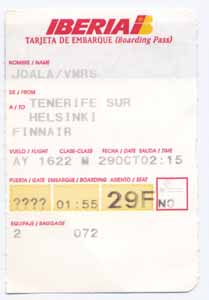 IBERIA
TARJETA DE EMBARQUE (Boarding Pass)
NOMBRE / NAME
JOALA/VMRS
DE / FROM
A / TO TENERIFE SUR
HELSINKI
FINNAIR
VUELO / FLIGHT CLASE-CLASS FECHA / DATE SALIDA / TIME
AY 1622 M 29OCT 02:15
PUERTA / GATE EMBARQUE / BOARDING ASIENTO / SEAT
???? 01:55 29F NO
EQUIPAJE / BAGGAGE
2 072